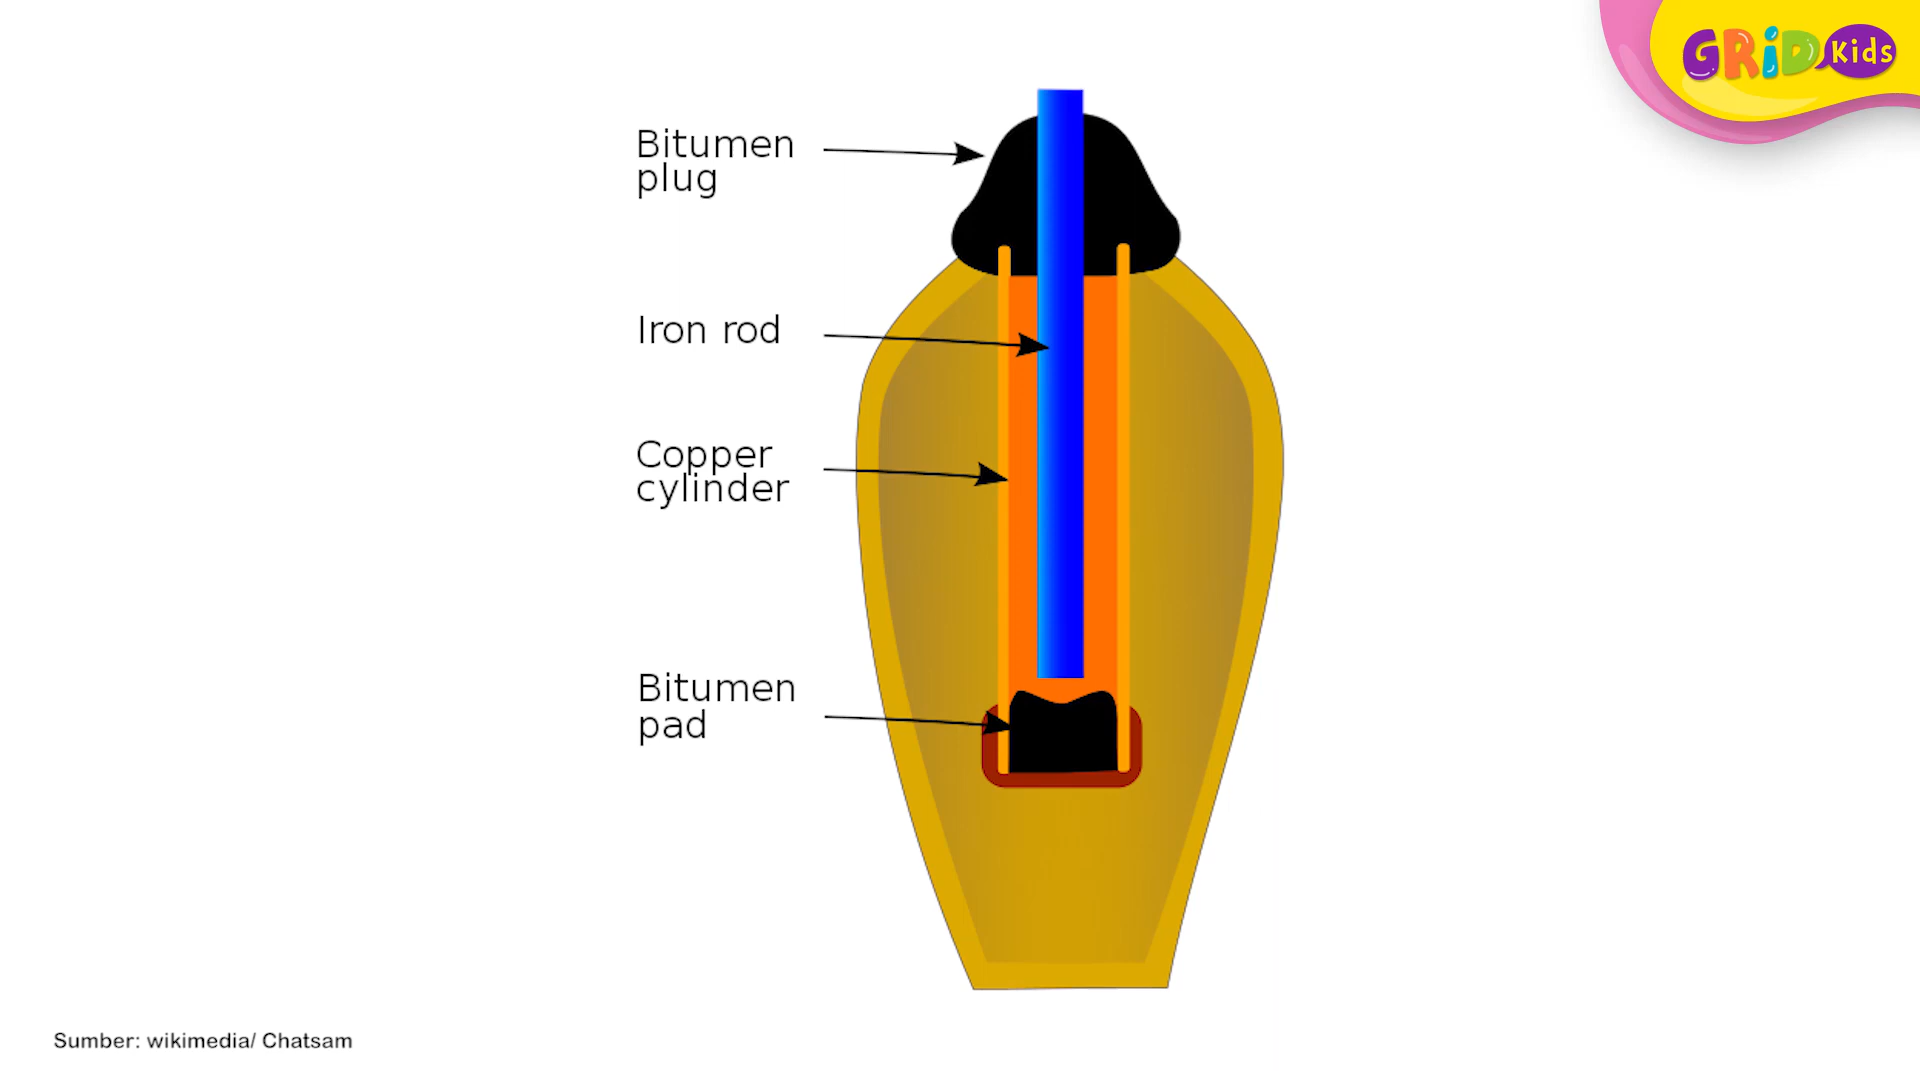 GRiD Kids
Bitumen
plug
Iron rod
Copper
cylinder
Bitumen
pad
Sumber: wikimedia/ Chatsam